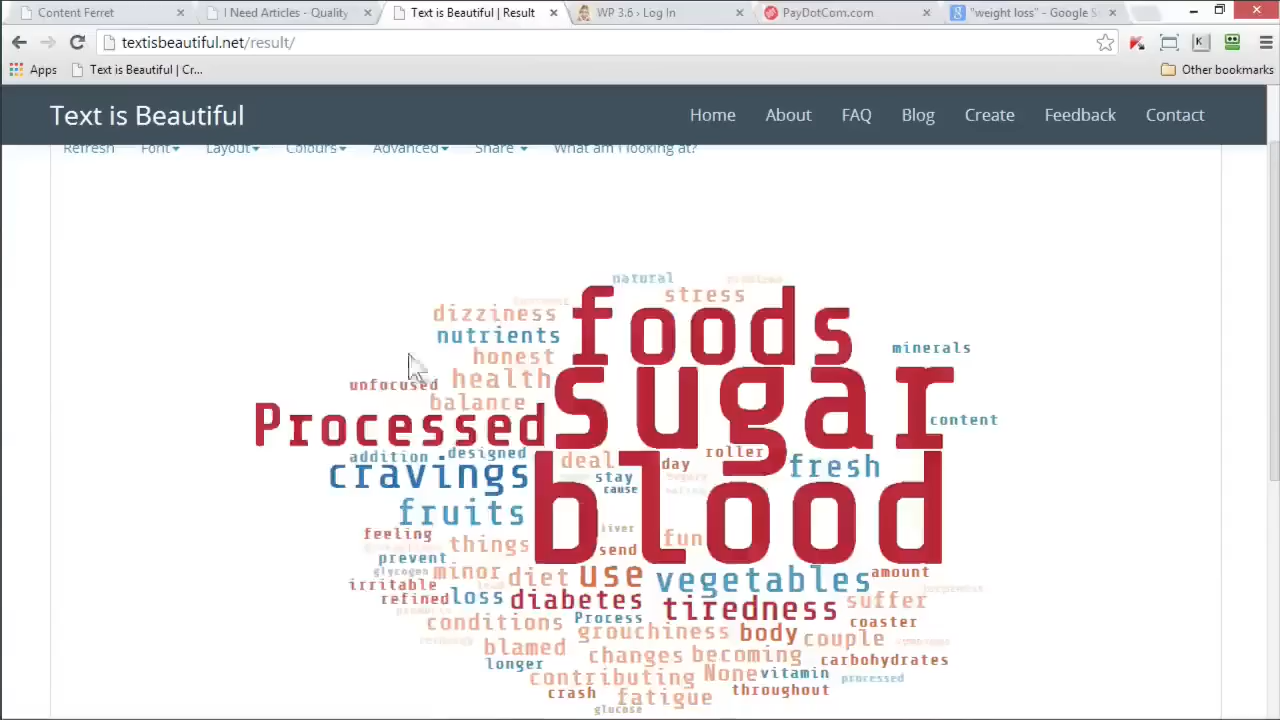 Content Ferret
I Need Articles - Quality
Text is Beautiful | Result
WP 3.6 › Log In
PayDotCom.com
"weight loss" - Google S
textisbeautiful.net/result/
Apps
Text is Beautiful | Cr...
Other bookmarks
Text is Beautiful
Home About FAQ Blog Create Feedback Contact
Refresh Font Layout Colours Advanced Share What am I looking at?
natural problems
stress
dizziness
foods
nutrients
minerals
honest
health
unfocused
sugar
balance
Processed
content
roller
addition designed
deal day
fresh
cravings
stay
cause
blood
fruits
liver
feeling
fun
things
send
prevent
glycogen minor diet use vegetables amount
irritable
refined loss diabetes tiredness suffer
conditions Process coaster
grouchiness body couple
blamed changes becoming
longer carbohydrates
contributing None vitamin processed
crash fatigue throughout
glucose